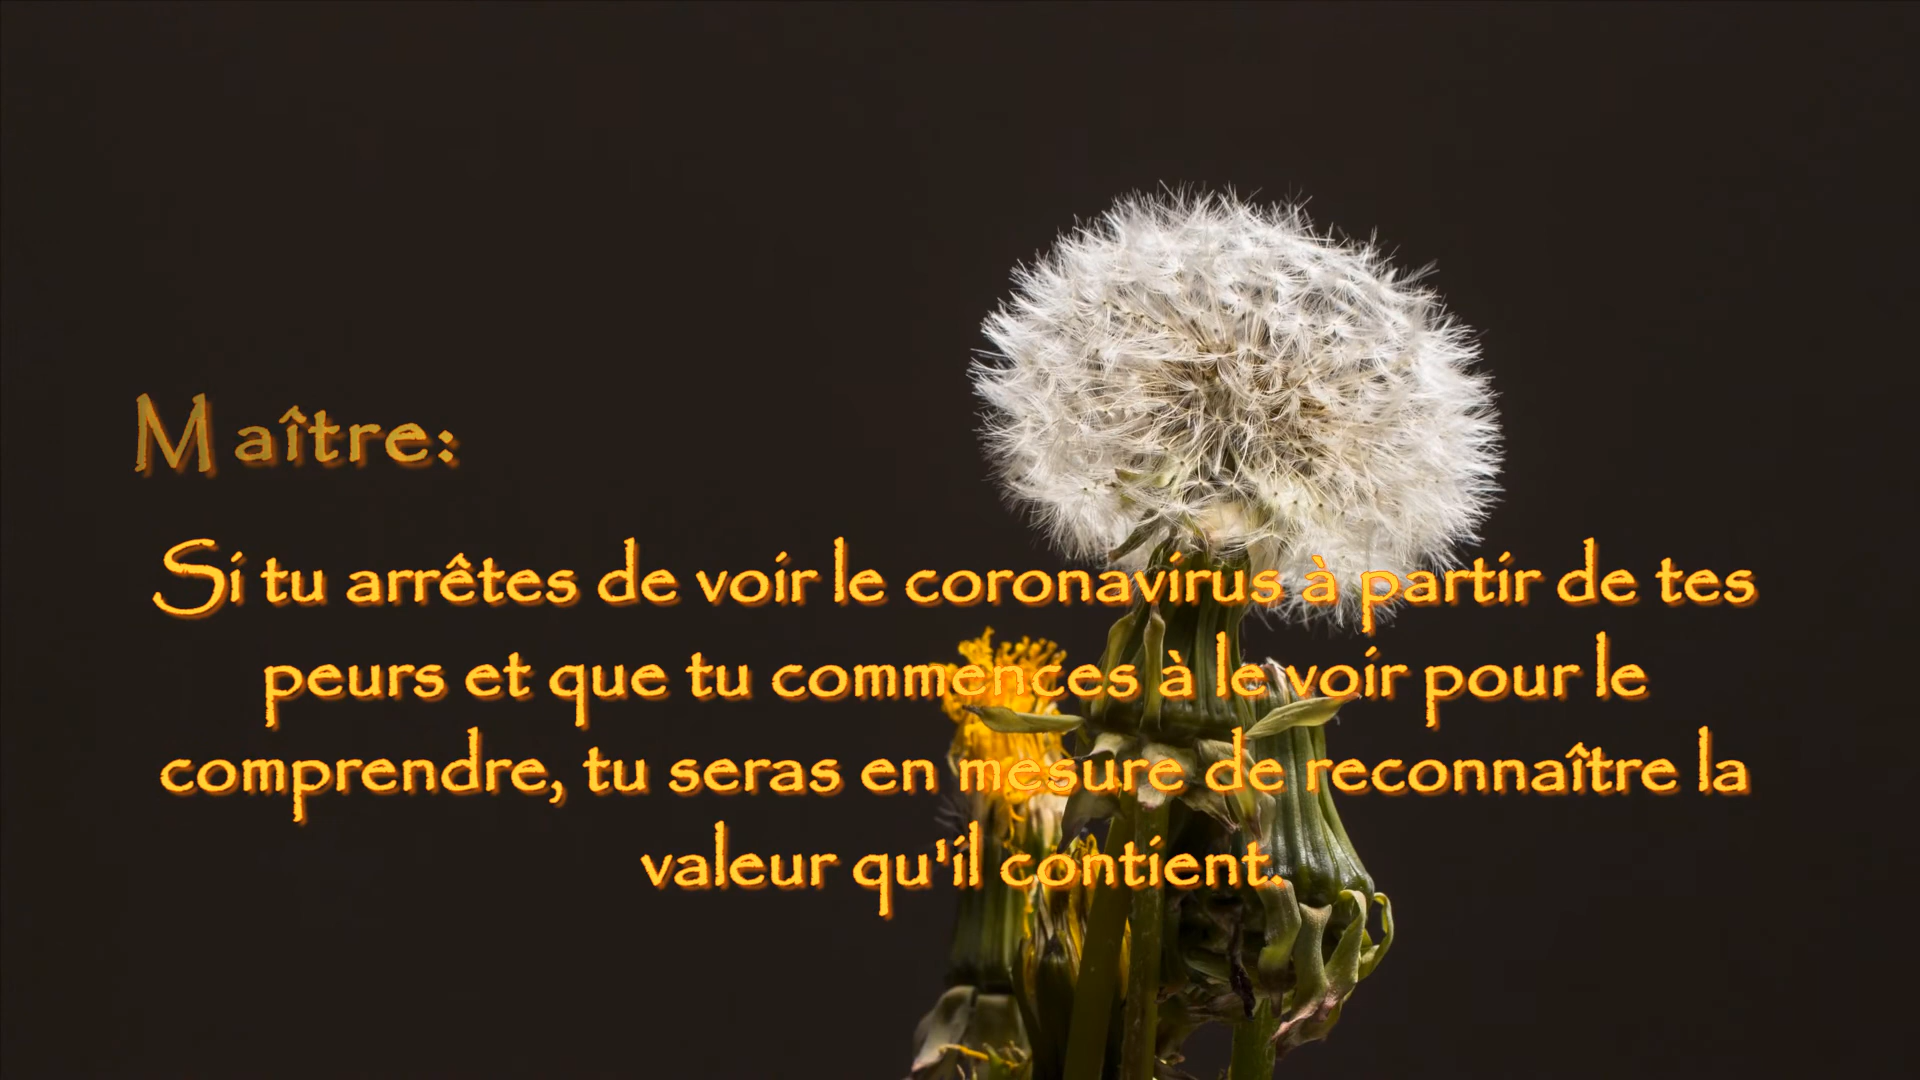 Maître:
Si tu arrêtes de voir le coronavirus à partir de tes
peurs et que tu commences à le voir pour le
comprendre, tu seras en mesure de reconnaître la
valeur qu'il contient.